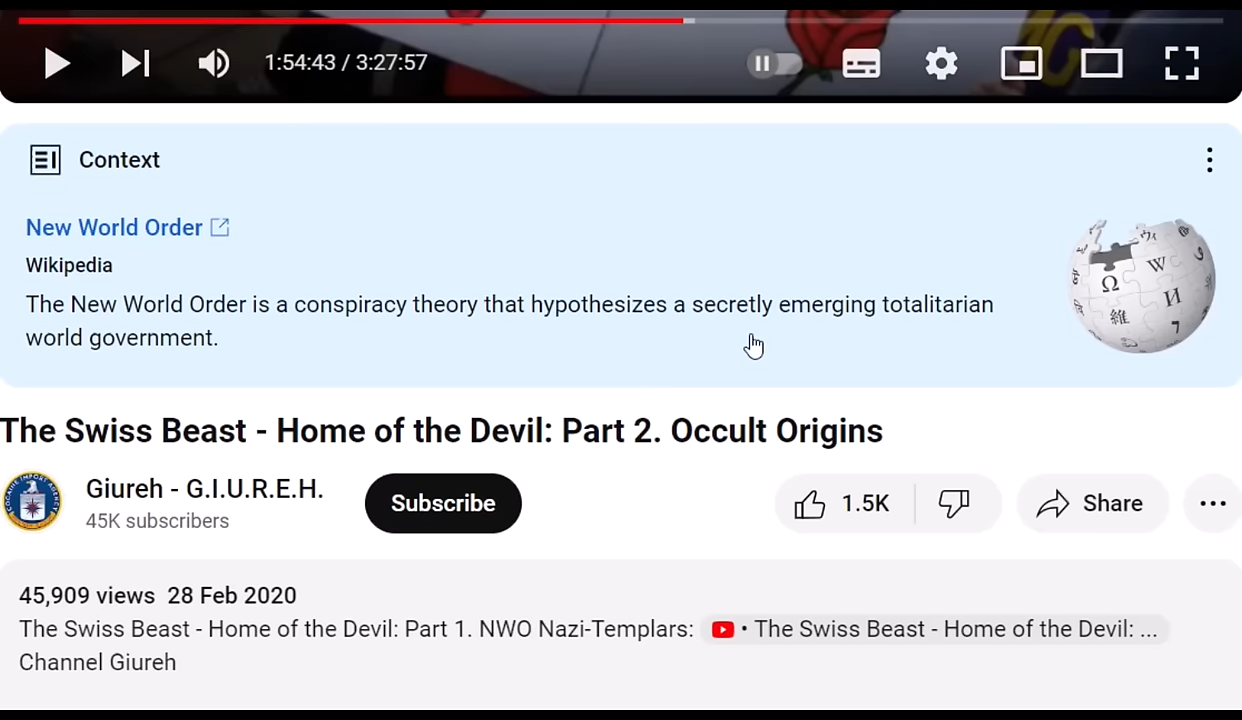 1:54:43 / 3:27:57
Context
New World Order
Wikipedia
The New World Order is a conspiracy theory that hypothesizes a secretly emerging totalitarian
world government.
The Swiss Beast - Home of the Devil: Part 2. Occult Origins
Giureh - G.I.U.R.E.H.
45K subscribers
Subscribe
1.5K
Share
45,909 views 28 Feb 2020
The Swiss Beast - Home of the Devil: Part 1. NWO Nazi-Templars: • The Swiss Beast - Home of the Devil: ...
Channel Giureh